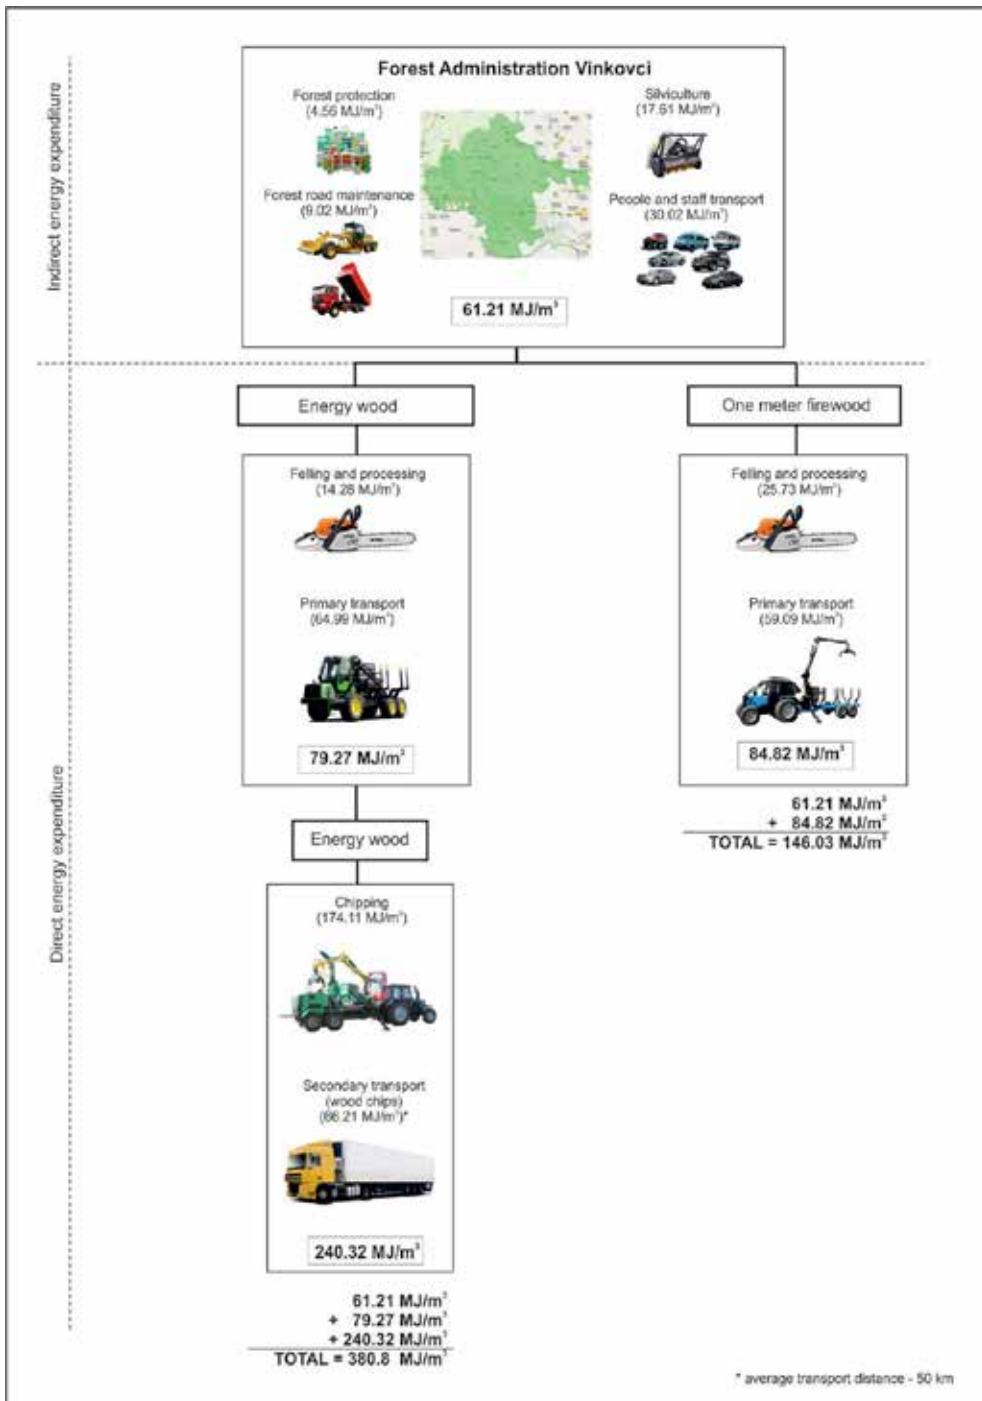 Forest Administration Vinkovci
Forest protection
(4.56 MJ/m³)
Silviculture
(17.61 MJ/m³)
Forest road maintenance
(9.02 MJ/m³)
People and staff transport
(30.02 MJ/m³)
61.21 MJ/m³
Indirect energy expenditure
Energy wood
One meter firewood
Felling and processing
(14.28 MJ/m³)
Felling and processing
(25.73 MJ/m³)
Primary transport
(64.99 MJ/m³)
Primary transport
(59.09 MJ/m³)
79.27 MJ/m³
84.82 MJ/m³
61.21 MJ/m³
+ 84.82 MJ/m³
TOTAL = 146.03 MJ/m³
Direct energy expenditure
Energy wood
Chipping
(174.11 MJ/m³)
Secondary transport
(wood chips)
(66.21 MJ/m³)*
240.32 MJ/m³
61.21 MJ/m³
+ 79.27 MJ/m³
+ 240.32 MJ/m³
TOTAL = 380.8 MJ/m³
* average transport distance - 50 km